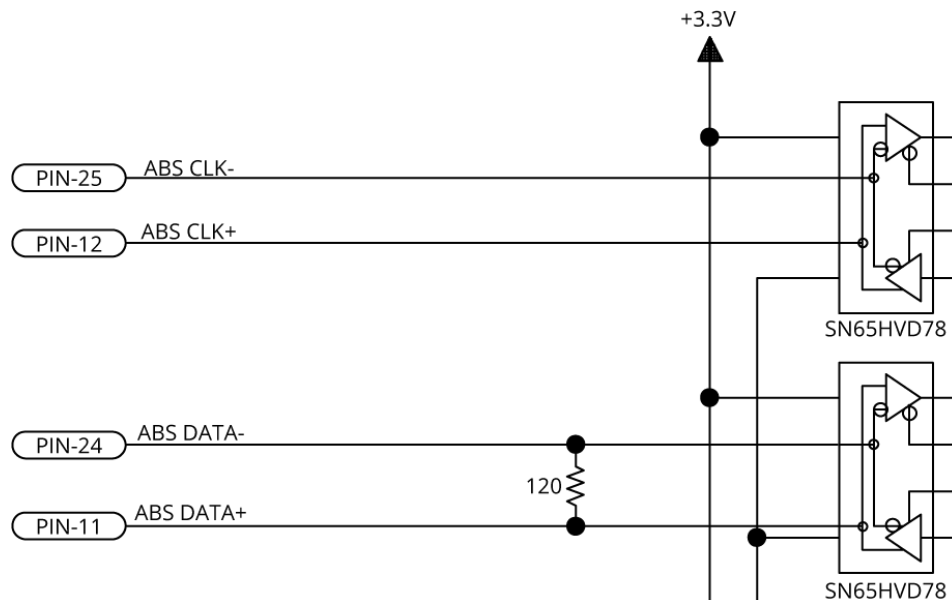 +3.3V
PIN-25
ABS CLK-
PIN-12
ABS CLK+
SN65HVD78
PIN-24
ABS DATA-
120
PIN-11
ABS DATA+
SN65HVD78